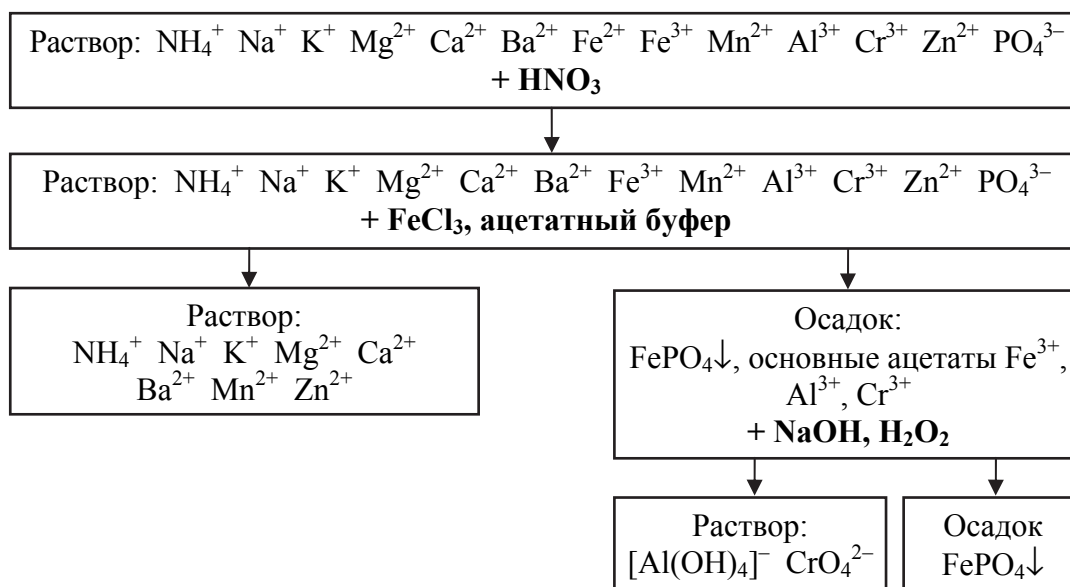 Раствор: NH₄⁺ Na⁺ K⁺ Mg²⁺ Ca²⁺ Ba²⁺ Fe²⁺ Fe³⁺ Mn²⁺ Al³⁺ Cr³⁺ Zn²⁺ PO₄³⁻
+ HNO₃
Раствор: NH₄⁺ Na⁺ K⁺ Mg²⁺ Ca²⁺ Ba²⁺ Fe³⁺ Mn²⁺ Al³⁺ Cr³⁺ Zn²⁺ PO₄³⁻
+ FeCl₃, ацетатный буфер
Раствор:
NH₄⁺ Na⁺ K⁺ Mg²⁺ Ca²⁺
Ba²⁺ Mn²⁺ Zn²⁺
Осадок:
FePO₄↓, основные ацетаты Fe³⁺,
Al³⁺, Cr³⁺
+ NaOH, H₂O₂
Раствор:
[Al(OH)₄]⁻ CrO₄²⁻
Осадок
FePO₄↓